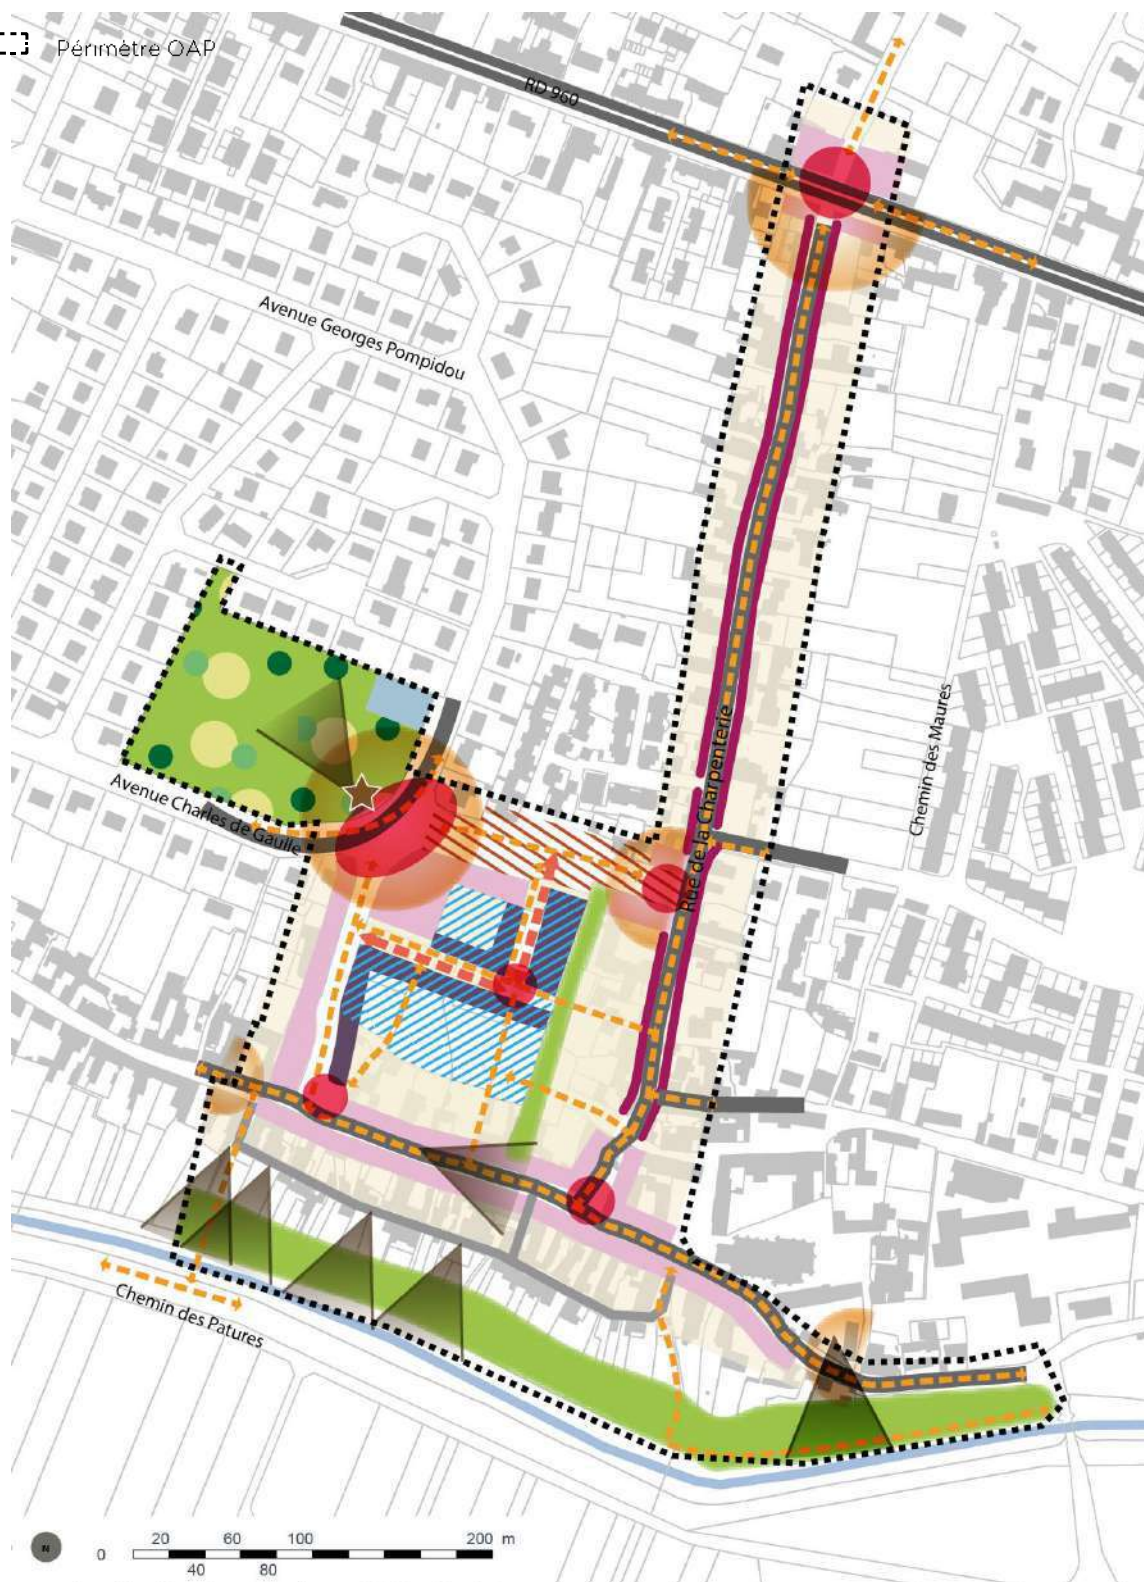 Périmètre OAP
RD 960
Avenue Georges Pompidou
Rue de la Charpenterie
Chemin des Maures
Avenue Charles de Gaulle
Chemin des Patures
N
0 20 60 100 200 m
40 80